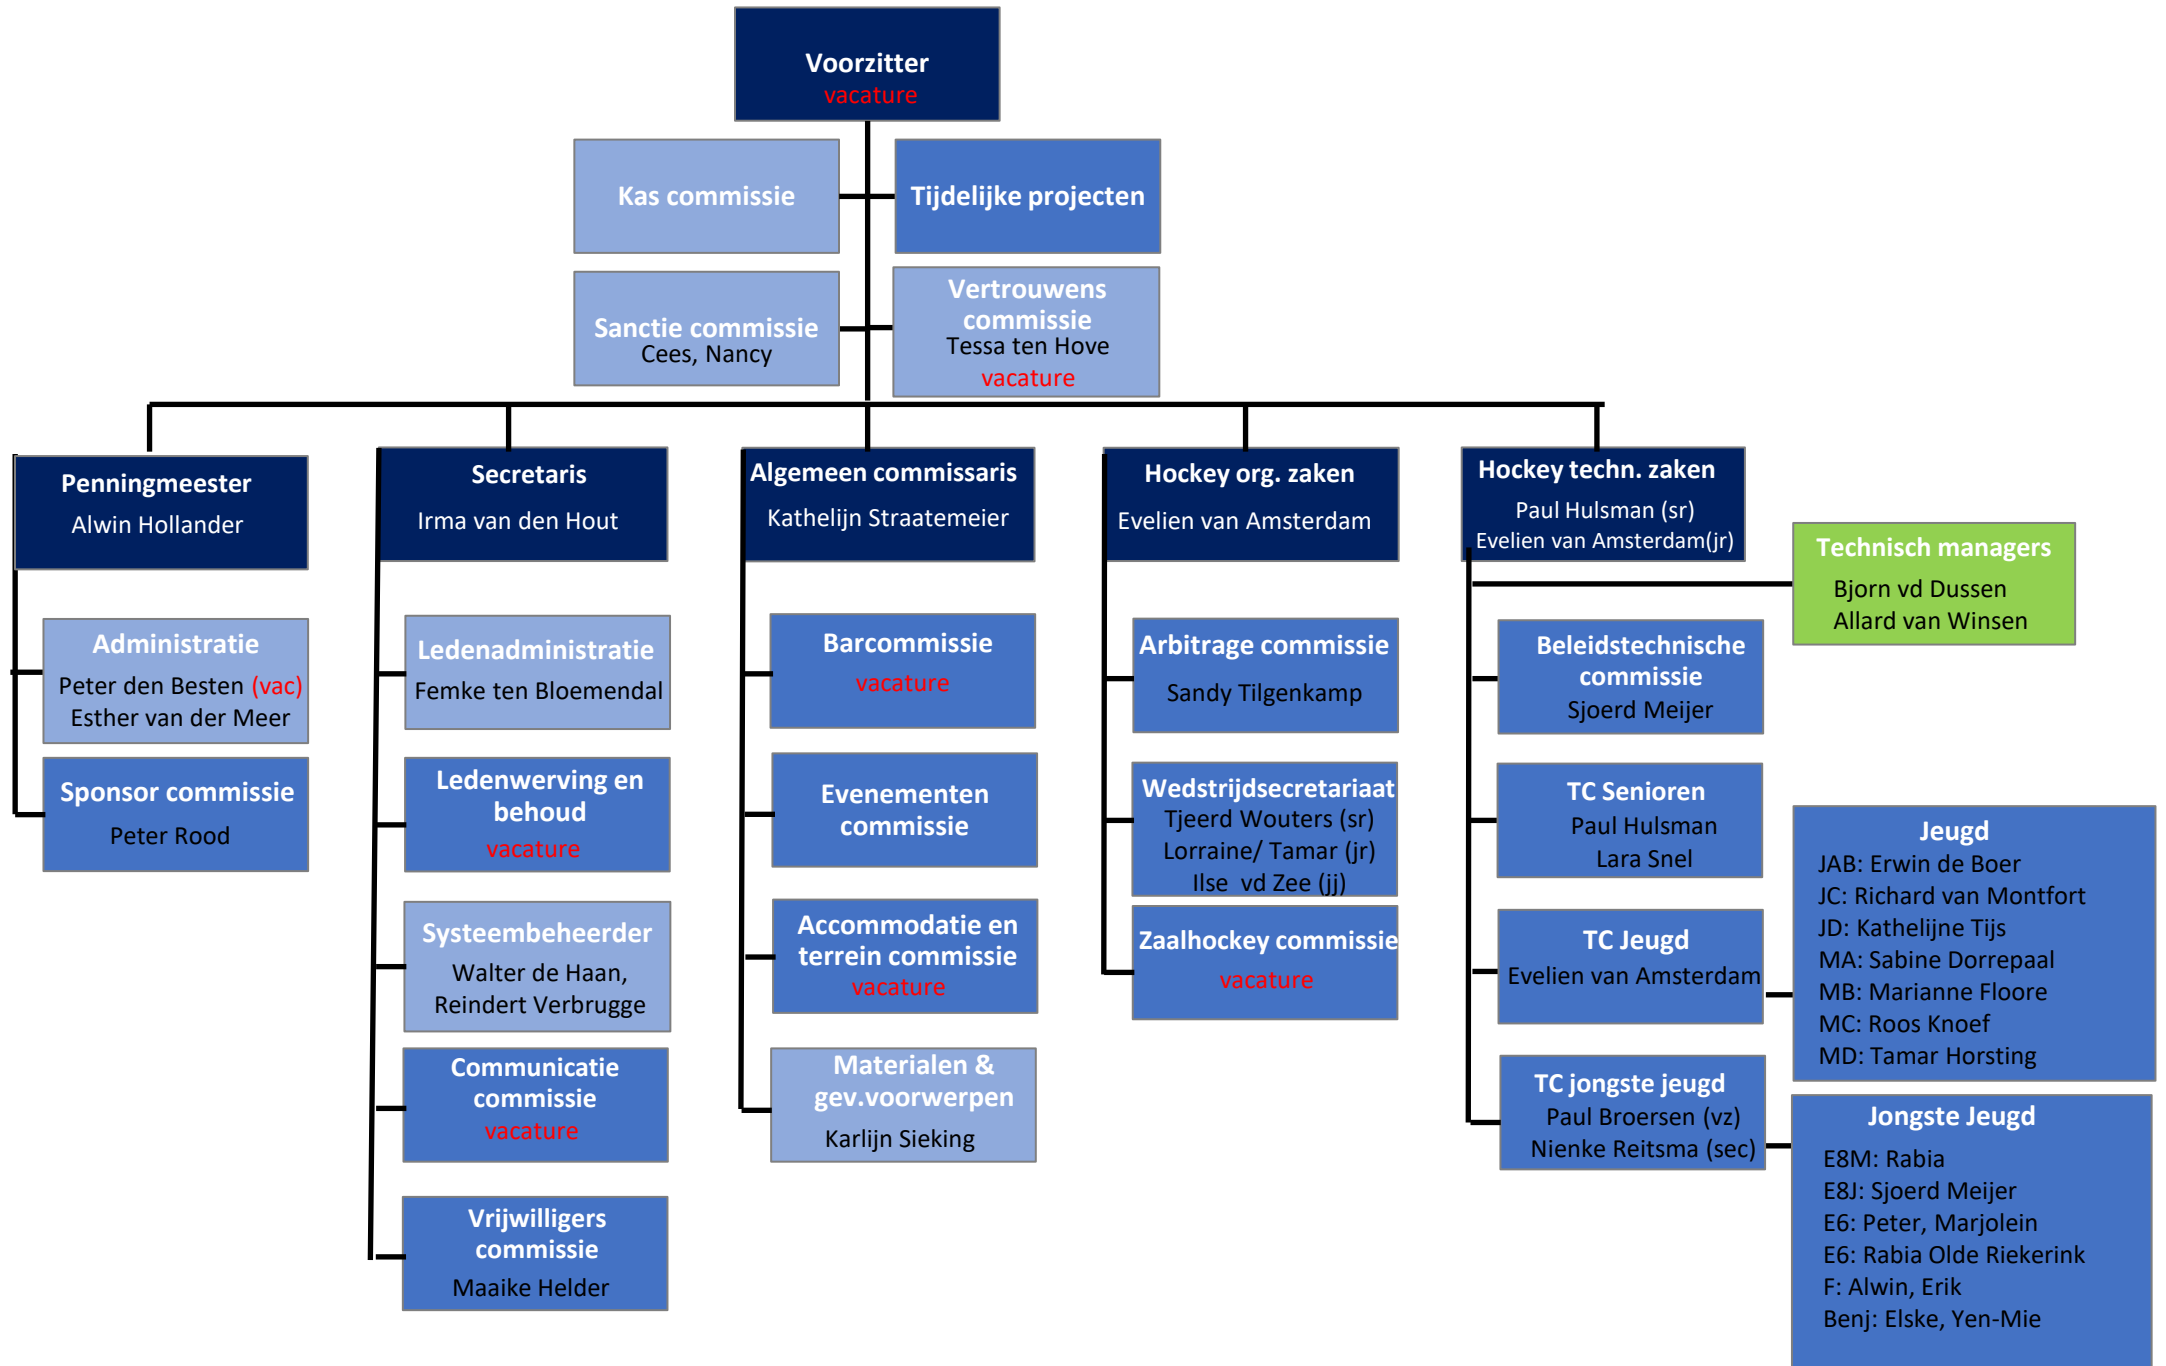 Voorzitter
vacature
Kas commissie
Tijdelijke projecten
Sanctie commissie
Cees, Nancy
Vertrouwens
commissie
Tessa ten Hove
vacature
Penningmeester
Alwin Hollander
Administratie
Peter den Besten (vac)
Esther van der Meer
Sponsor commissie
Peter Rood
Secretaris
Irma van den Hout
Ledenadministratie
Femke ten Bloemendal
Ledenwerving en
behoud
vacature
Systeembeheerder
Walter de Haan,
Reindert Verbrugge
Communicatie
commissie
vacature
Vrijwilligers
commissie
Maaike Helder
Algemeen commissaris
Kathelijn Straatemeier
Barcommissie
vacature
Evenementen
commissie
Accommodatie en
terrein commissie
vacature
Materialen &
gev.voorwerpen
Karlijn Sieking
Hockey org. zaken
Evelien van Amsterdam
Arbitrage commissie
Sandy Tilgenkamp
Wedstrijdsecretariaat
Tjeerd Wouters (sr)
Lorraine/ Tamar (jr)
Ilse vd Zee (jj)
Zaalhockey commissie
vacature
Hockey techn. zaken
Paul Hulsman (sr)
Evelien van Amsterdam(jr)
Technisch managers
Bjorn vd Dussen
Allard van Winsen
Beleidstechnische
commissie
Sjoerd Meijer
TC Senioren
Paul Hulsman
Lara Snel
TC Jeugd
Evelien van Amsterdam
Jeugd
JAB: Erwin de Boer
JC: Richard van Montfort
JD: Kathelijne Tijs
MA: Sabine Dorrepaal
MB: Marianne Floore
MC: Roos Knoef
MD: Tamar Horsting
TC jongste jeugd
Paul Broersen (vz)
Nienke Reitsma (sec)
Jongste Jeugd
E8M: Rabia
E8J: Sjoerd Meijer
E6: Peter, Marjolein
E6: Rabia Olde Riekerink
F: Alwin, Erik
Benj: Elske, Yen-Mie